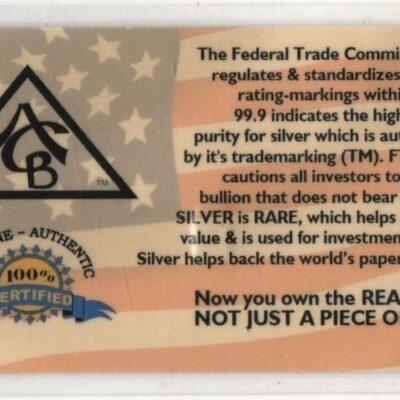 The Federal Trade Commi
regulates & standardizes
rating-markings withi
99.9 indicates the high
purity for silver which is aut
by it's trademarking (TM). FT
cautions all investors to
bullion that does not bear
SILVER is RARE, which helps
value & is used for investmen
Silver helps back the world's paper
Now you own the REA
NOT JUST A PIECE O
ACB
TM
NE ~ AUTHENTIC
100%
CERTIFIED